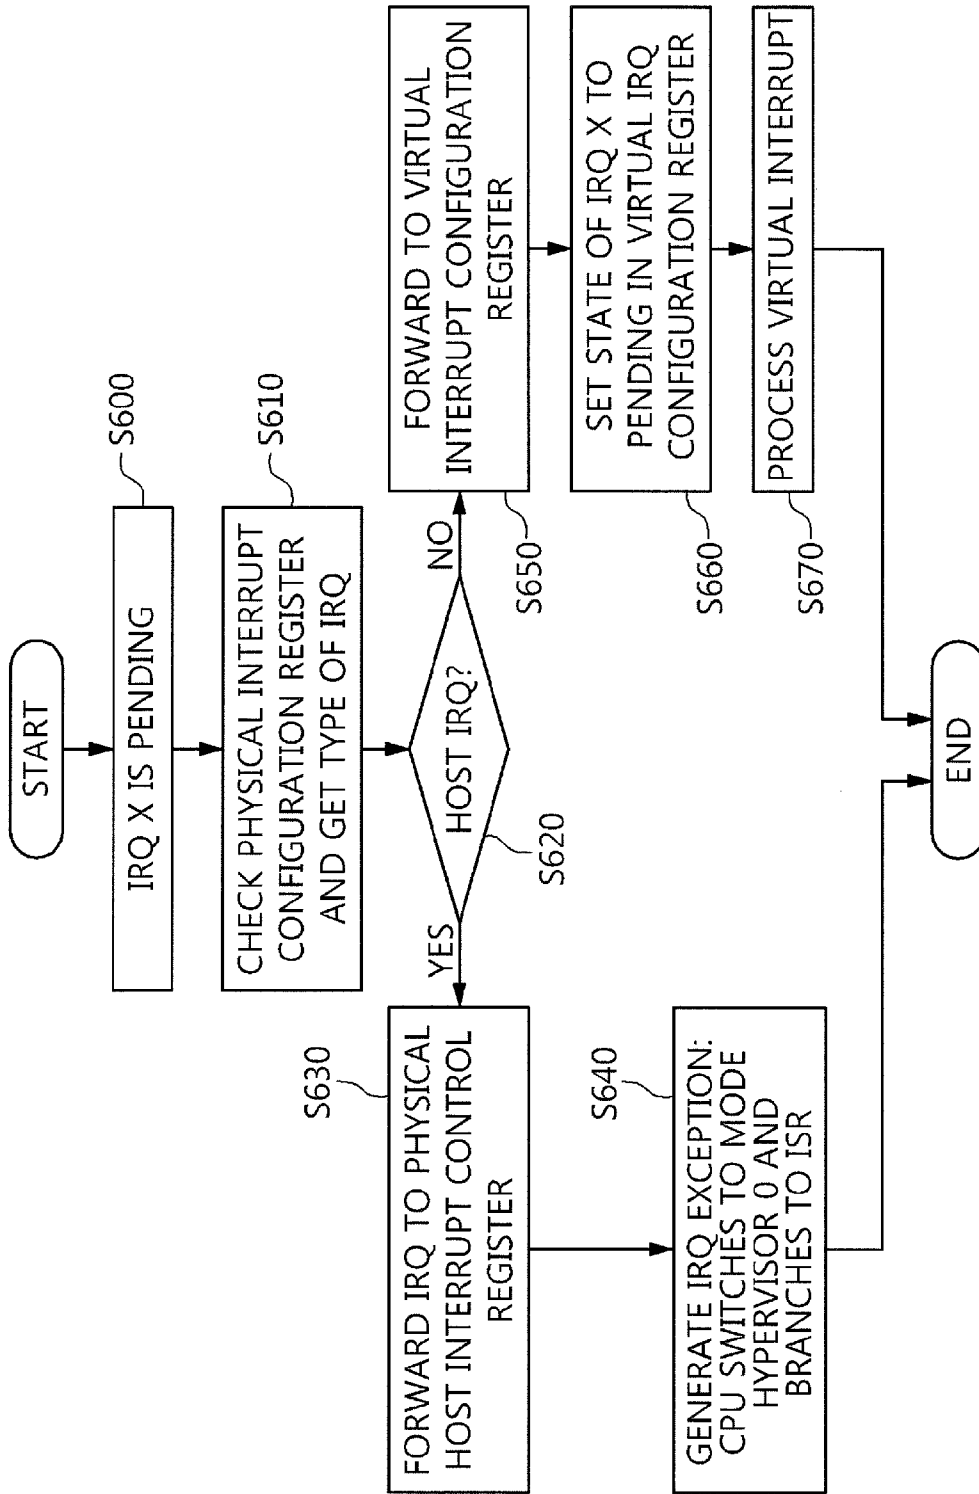 START
IRQ X IS PENDING
S600
CHECK PHYSICAL INTERRUPT
CONFIGURATION REGISTER
AND GET TYPE OF IRQ
S610
HOST IRQ?
S620
YES
NO
FORWARD IRQ TO PHYSICAL
HOST INTERRUPT CONTROL
REGISTER
S630
GENERATE IRQ EXCEPTION:
CPU SWITCHES TO MODE
HYPERVISOR 0 AND
BRANCHES TO ISR
S640
FORWARD TO VIRTUAL
INTERRUPT CONFIGURATION
REGISTER
S650
SET STATE OF IRQ X TO
PENDING IN VIRTUAL IRQ
CONFIGURATION REGISTER
S660
PROCESS VIRTUAL INTERRUPT
S670
END